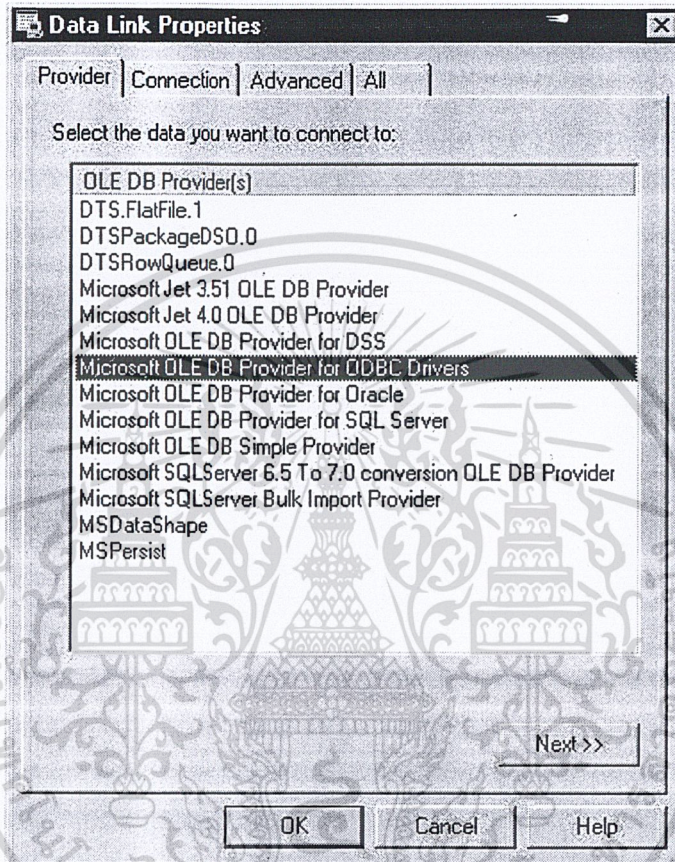 Data Link Properties
Provider Connection Advanced All
Select the data you want to connect to:
OLE DB Provider(s)
DTS.FlatFile.1
DTSPackageDSO.0
DTSRowQueue.0
Microsoft Jet 3.51 OLE DB Provider
Microsoft Jet 4.0 OLE DB Provider
Microsoft OLE DB Provider for DSS
Microsoft OLE DB Provider for ODBC Drivers
Microsoft OLE DB Provider for Oracle
Microsoft OLE DB Provider for SQL Server
Microsoft OLE DB Simple Provider
Microsoft SQLServer 6.5 To 7.0 conversion OLE DB Provider
Microsoft SQLServer Bulk Import Provider
MSDataShape
MSPersist
Next >>
OK Cancel Help